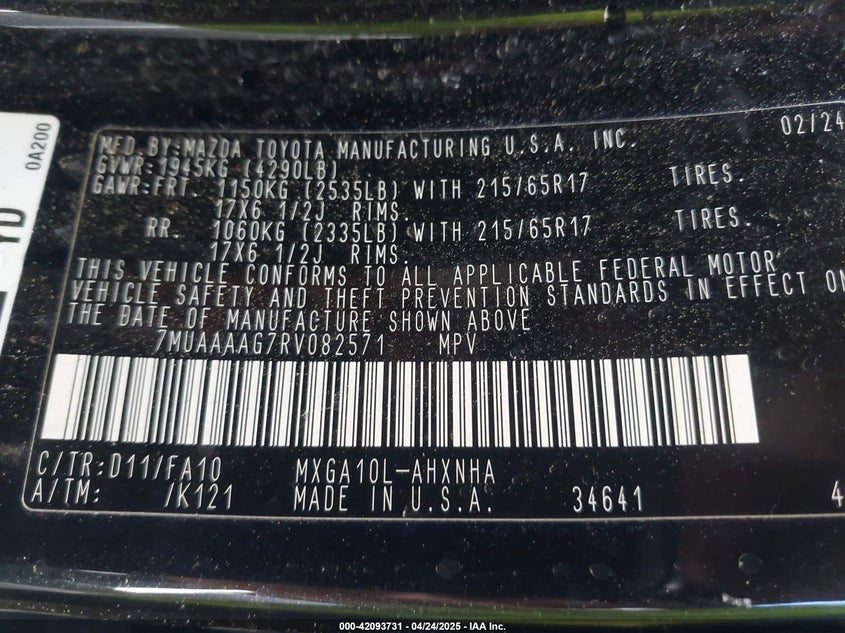 0A200
YD
MFD.BY:MAZDA TOYOTA MANUFACTURING U.S.A. INC. 02/24
GVWR:1945KG (4290LB)
GAWR:FRT. 1150KG (2535LB) WITH 215/65R17 TIRES.
17X6 1/2J RIMS.
RR. 1060KG (2335LB) WITH 215/65R17 TIRES.
17X6 1/2J RIMS.
THIS VEHICLE CONFORMS TO ALL APPLICABLE FEDERAL MOTOR
VEHICLE SAFETY AND THEFT PREVENTION STANDARDS IN EFFECT ON
THE DATE OF MANUFACTURE SHOWN ABOVE
7MUAAAAG7RV082571 MPV
C/TR:D11/FA10 MXGA10L-AHXNHA
A/TM: /K121 MADE IN U.S.A. 34641 4
000-42093731 - 04/24/2025 - IAA Inc.